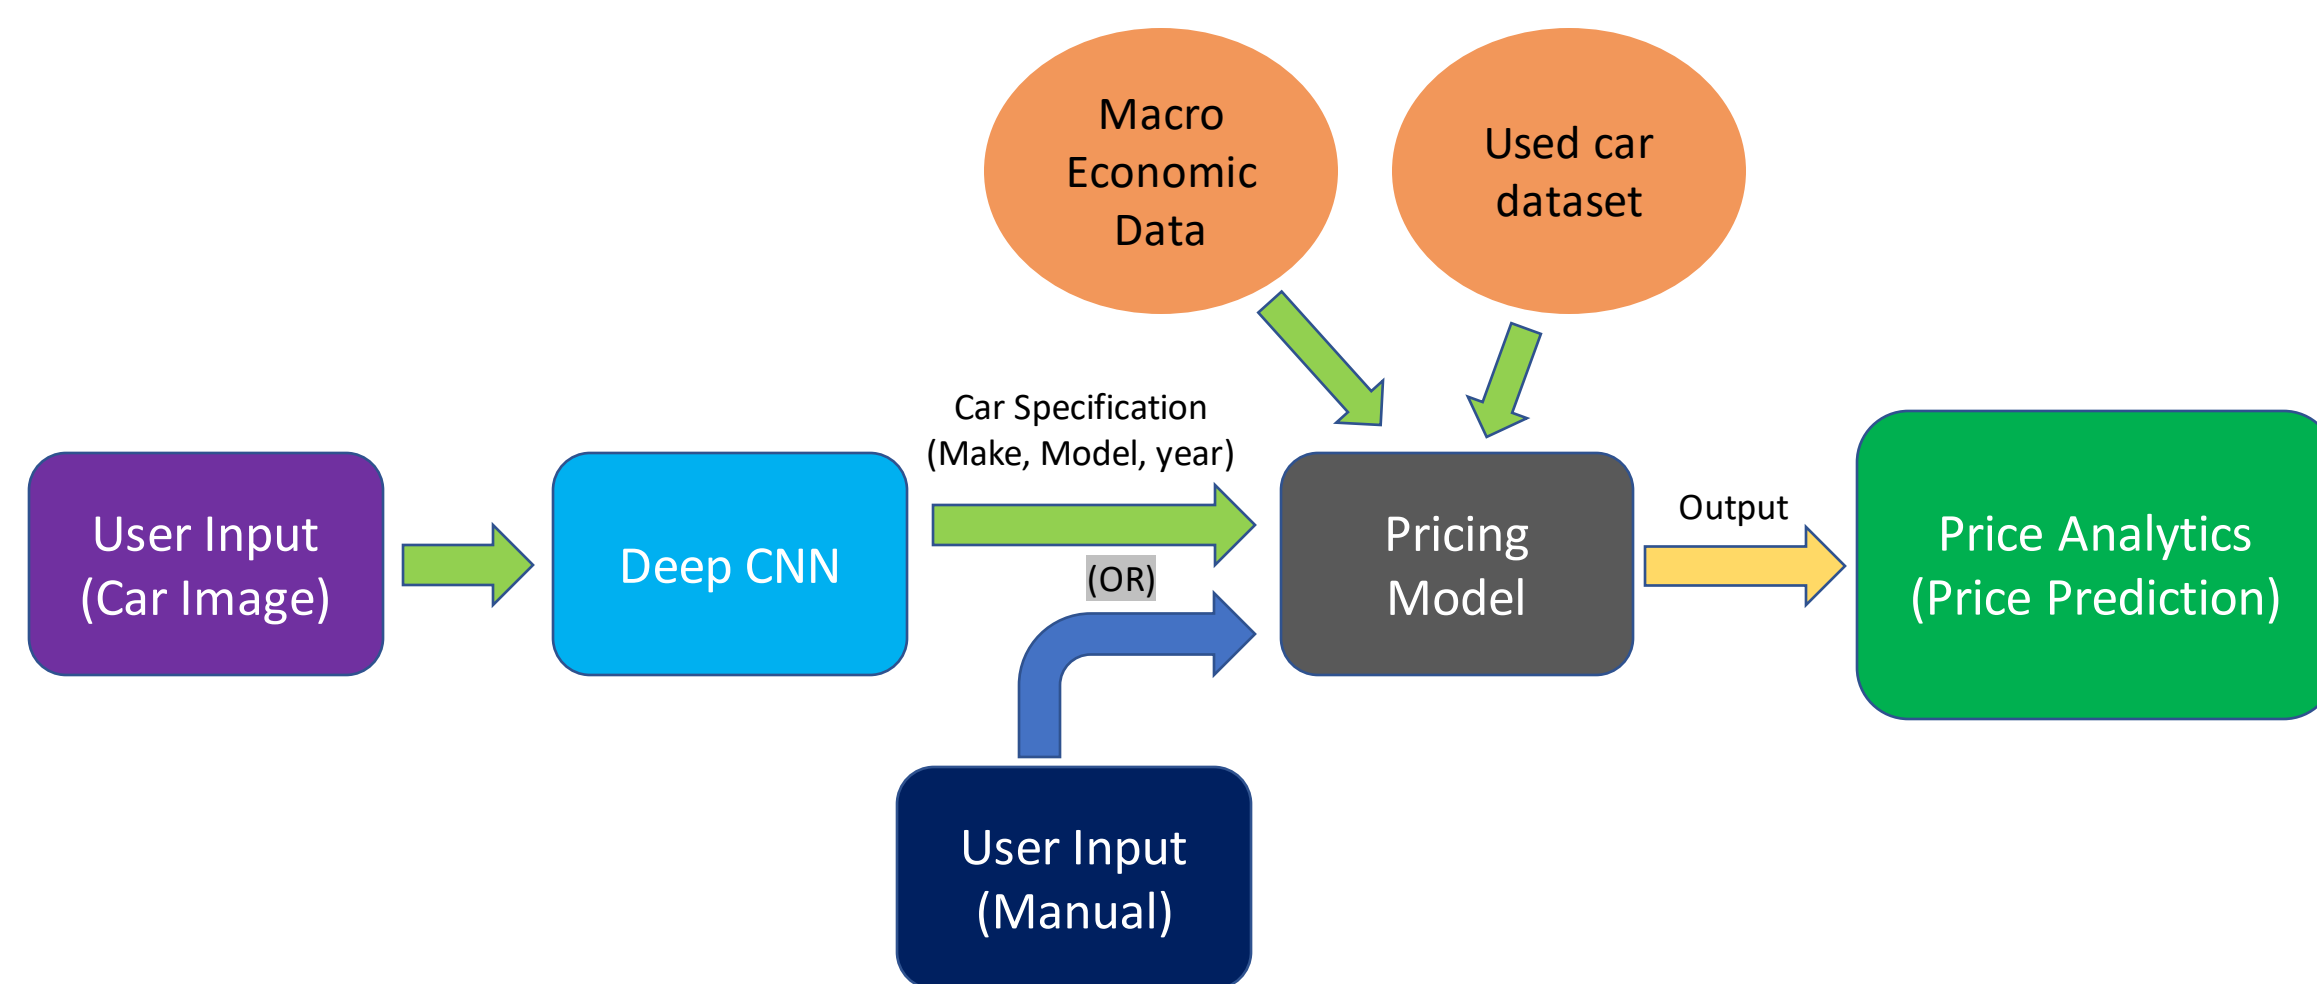 Macro
Economic
Data
Used car
dataset
Car Specification
(Make, Model, year)
User Input
(Car Image)
Deep CNN
(OR)
Pricing
Model
Output
Price Analytics
(Price Prediction)
User Input
(Manual)